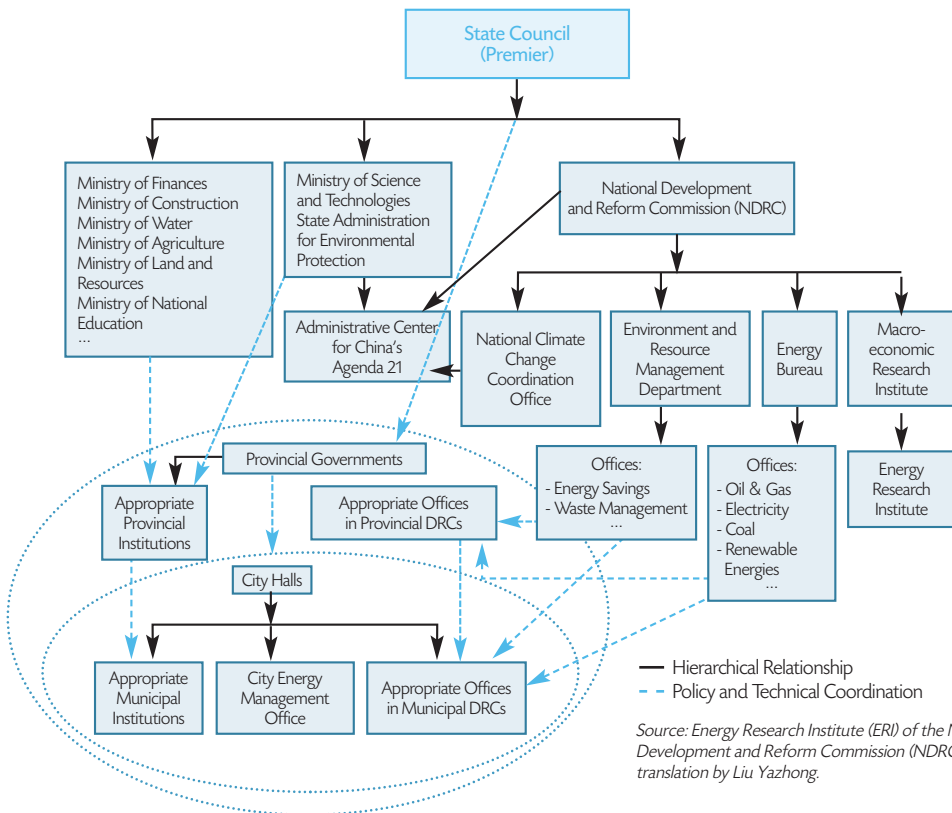 State Council
(Premier)
Ministry of Finances
Ministry of Construction
Ministry of Water
Ministry of Agriculture
Ministry of Land and
Resources
Ministry of National
Education
...
Ministry of Science
and Technologies
State Administration
for Environmental
Protection
National Development
and Reform Commission (NDRC)
Administrative Center
for China's
Agenda 21
National Climate
Change
Coordination
Office
Environment and
Resource
Management
Department
Energy
Bureau
Macro-
economic
Research
Institute
Provincial Governments
Appropriate
Provincial
Institutions
Appropriate Offices
in Provincial DRCs
Offices:
- Energy Savings
- Waste Management
...
Offices:
- Oil & Gas
- Electricity
- Coal
- Renewable
Energies
...
Energy
Research
Institute
City Halls
Appropriate
Municipal
Institutions
City Energy
Management
Office
Appropriate Offices
in Municipal DRCs
Hierarchical Relationship
Policy and Technical Coordination
Source: Energy Research Institute (ERI) of the
Development and Reform Commission (NDRC
translation by Liu Yazhong.